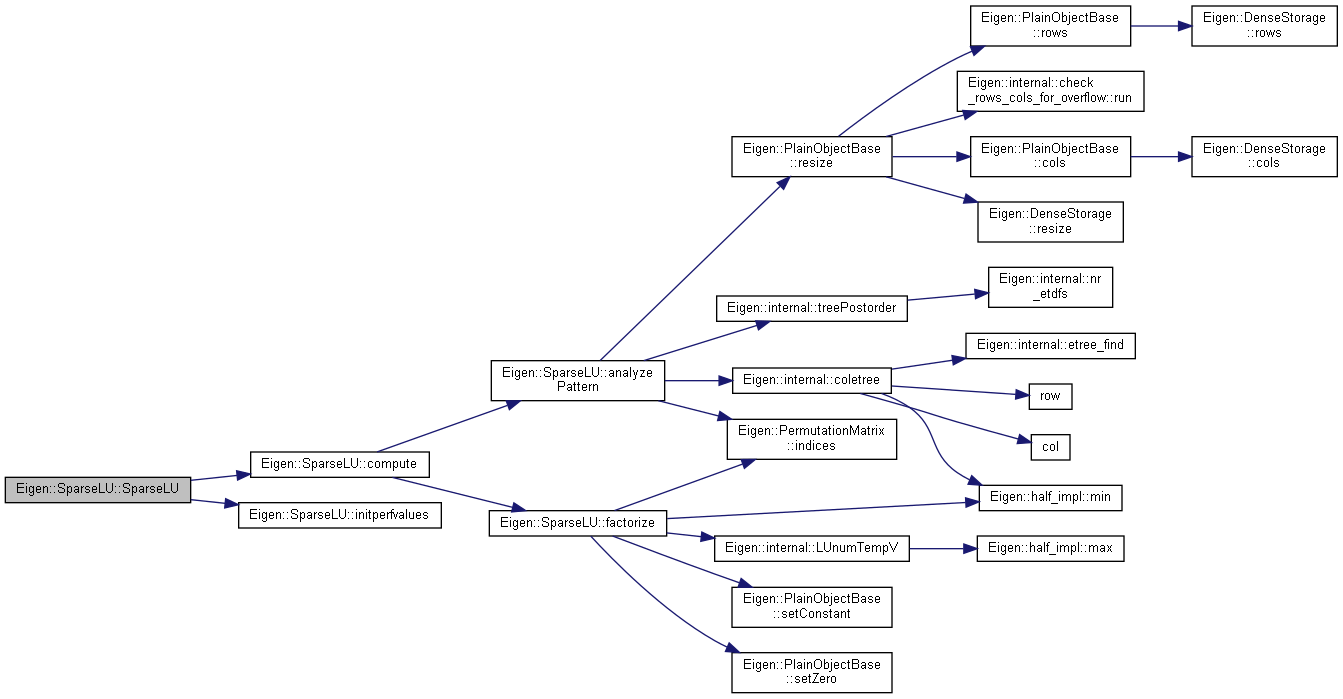 Eigen::SparseLU::SparseLU
Eigen::SparseLU::compute
Eigen::SparseLU::initperfvalues
Eigen::SparseLU::analyze
Pattern
Eigen::SparseLU::factorize
Eigen::PlainObjectBase
::resize
Eigen::internal::treePostorder
Eigen::internal::coletree
Eigen::PermutationMatrix
::indices
Eigen::internal::LUnumTempV
Eigen::PlainObjectBase
::setConstant
Eigen::PlainObjectBase
::setZero
Eigen::PlainObjectBase
::rows
Eigen::internal::check
_rows_cols_for_overflow::run
Eigen::PlainObjectBase
::cols
Eigen::DenseStorage
::resize
Eigen::internal::nr
_etdfs
Eigen::internal::etree_find
row
col
Eigen::half_impl::min
Eigen::half_impl::max
Eigen::DenseStorage
::rows
Eigen::DenseStorage
::cols